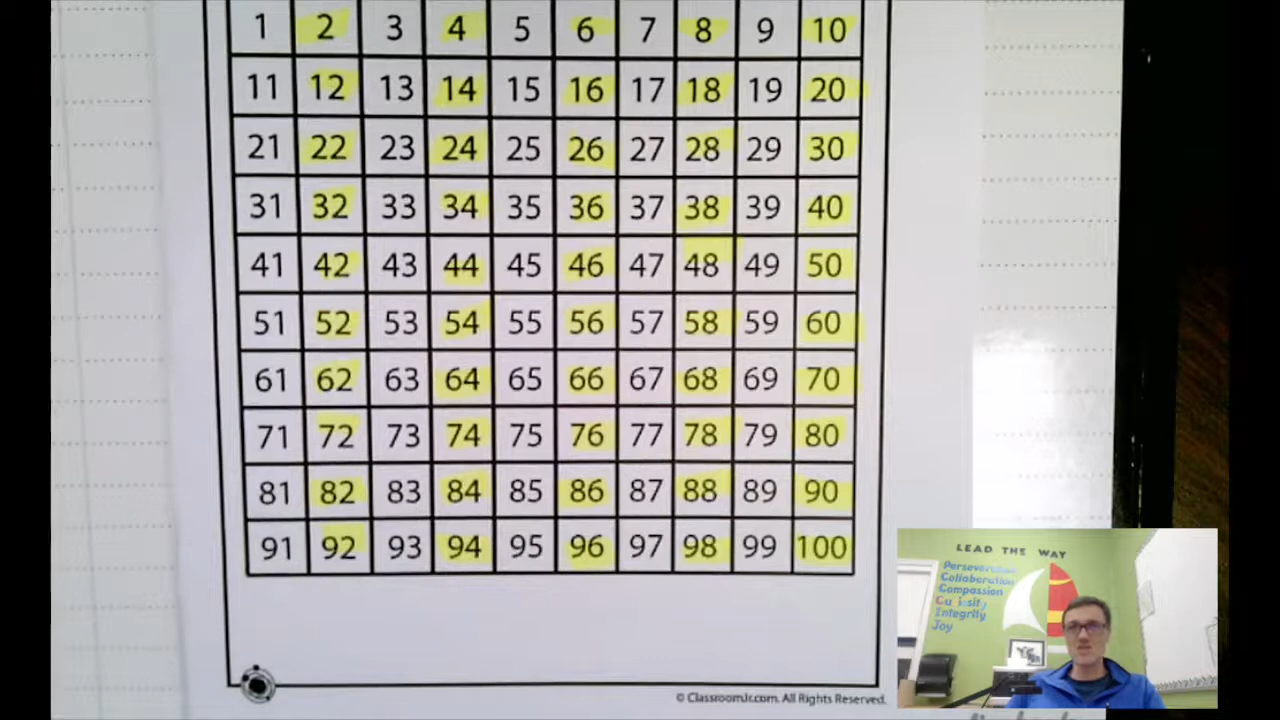 1 2 3 4 5 6 7 8 9 10
11 12 13 14 15 16 17 18 19 20
21 22 23 24 25 26 27 28 29 30
31 32 33 34 35 36 37 38 39 40
41 42 43 44 45 46 47 48 49 50
51 52 53 54 55 56 57 58 59 60
61 62 63 64 65 66 67 68 69 70
71 72 73 74 75 76 77 78 79 80
81 82 83 84 85 86 87 88 89 90
91 92 93 94 95 96 97 98 99 100
© ClassroomJr.com. All Rights Reserved.
LEAD THE WAY
Perseverance
Collaboration
Compassion
Curiosity
Integrity
Joy